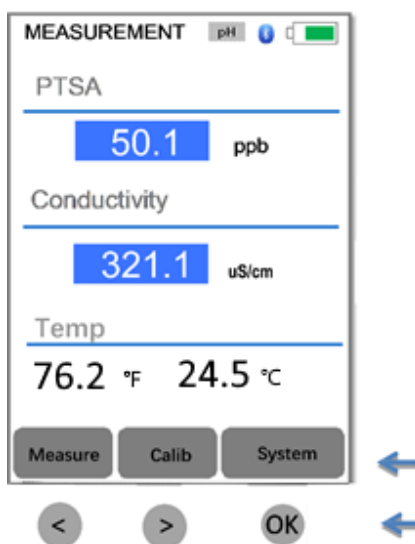 MEASUREMENT pH
PTSA
50.1 ppb
Conductivity
321.1 uS/cm
Temp
76.2 °F 24.5 °C
Measure Calib System
< > OK